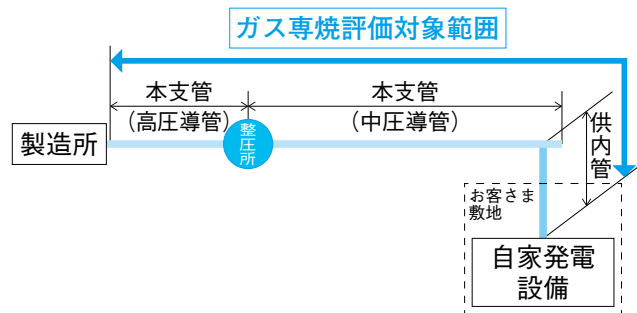 ガス専焼評価対象範囲
本支管
（高圧導管）
本支管
（中圧導管）
製造所
整圧所
供内管
お客さま
敷地
自家発電
設備